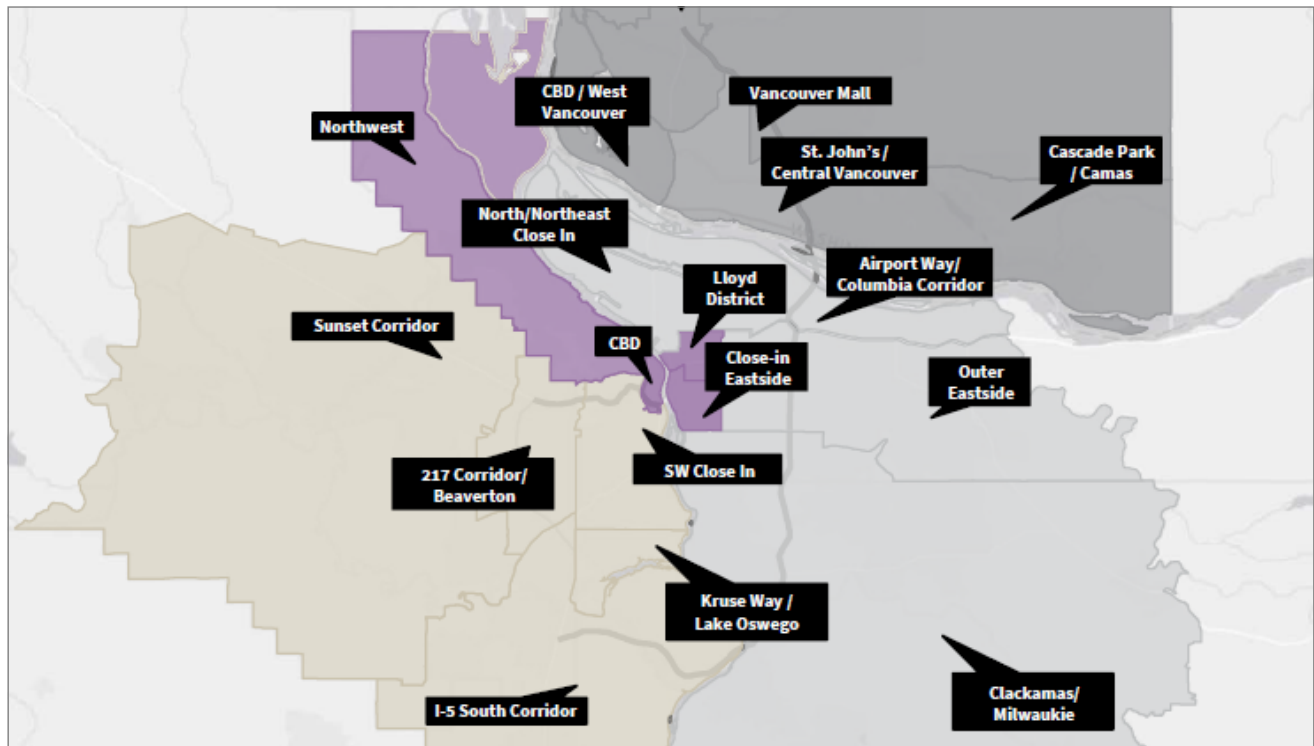 CBD / West
Vancouver
Vancouver Mall
Northwest
St. John's /
Central Vancouver
Cascade Park
/ Camas
North/Northeast
Close In
Airport Way/
Columbia Corridor
Lloyd
District
Sunset Corridor
CBD
Close-in
Eastside
Outer
Eastside
217 Corridor/
Beaverton
SW Close In
Kruse Way /
Lake Oswego
I-5 South Corridor
Clackamas/
Milwaukie